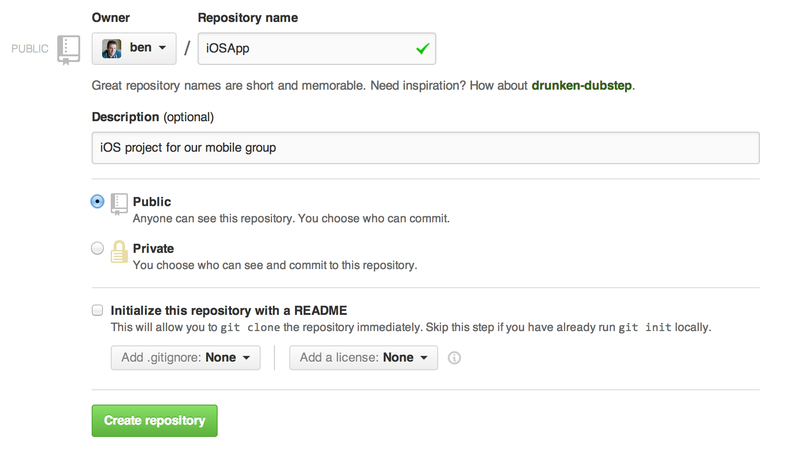 Owner Repository name
PUBLIC ben / iOSApp
Great repository names are short and memorable. Need inspiration? How about drunken-dubstep.
Description (optional)
iOS project for our mobile group
Public
Anyone can see this repository. You choose who can commit.
Private
You choose who can see and commit to this repository.
Initialize this repository with a README
This will allow you to git clone the repository immediately. Skip this step if you have already run git init locally.
Add .gitignore: None Add a license: None
Create repository